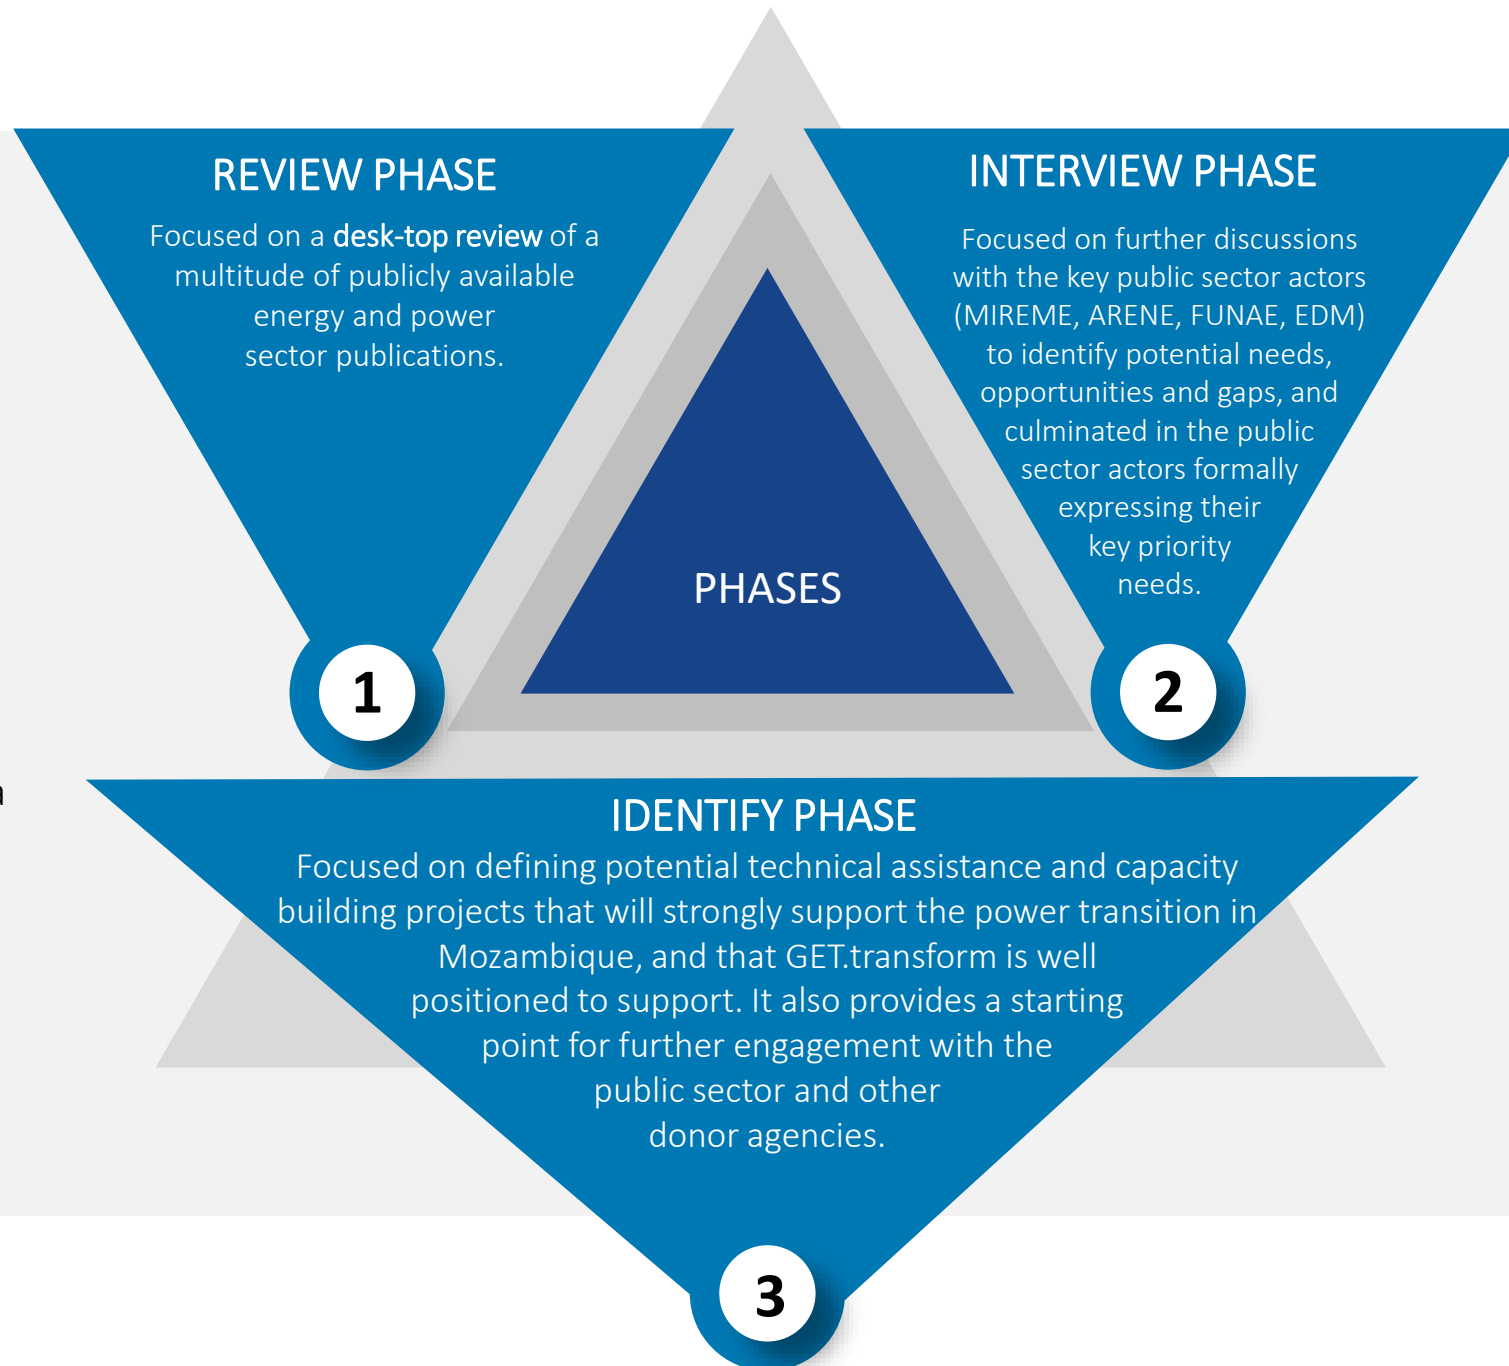 REVIEW PHASE
Focused on a desk-top review of a
multitude of publicly available
energy and power
sector publications.
1
INTERVIEW PHASE
Focused on further discussions
with the key public sector actors
(MIREME, ARENE, FUNAE, EDM)
to identify potential needs,
opportunities and gaps, and
culminated in the public
sector actors formally
expressing their
key priority
needs.
2
PHASES
a
IDENTIFY PHASE
Focused on defining potential technical assistance and capacity
building projects that will strongly support the power transition in
Mozambique, and that GET.transform is well
positioned to support. It also provides a starting
point for further engagement with the
public sector and other
donor agencies.
3